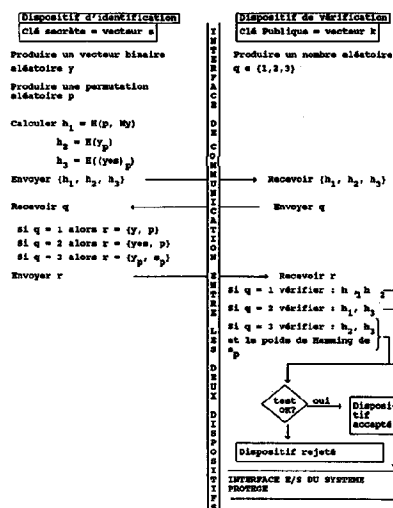 Dispositif d'identification
Clé secrète = vecteur s
Produire un vecteur binaire
aléatoire y
Produire une permutation
aléatoire p
Calculer h1 = H(p, My)
h2 = H(yp)
h3 = H((y⊕s)p)
Envoyer {h1, h2, h3}
Recevoir q
Si q = 1 alors r = {y, p}
Si q = 2 alors r = {y⊕s, p}
Si q = 3 alors r = {yp, sp}
Envoyer r
INTERFACE DE COMMUNICATION ENTRE LES DEUX DISPOSITIFS
Dispositif de vérification
Clé Publique = vecteur k
Produire un nombre aléatoire
q ∈ {1,2,3}
Recevoir {h1, h2, h3}
Envoyer q
Recevoir r
Si q = 1 vérifier : h1 h2
Si q = 2 vérifier : h1, h3
Si q = 3 vérifier : h2, h3
et le poids de Hamming de
sp
test
OK?
oui
Disposi-
tif
accepté
Dispositif rejeté
INTERFACE E/S DU SYSTEME
PROTEGE